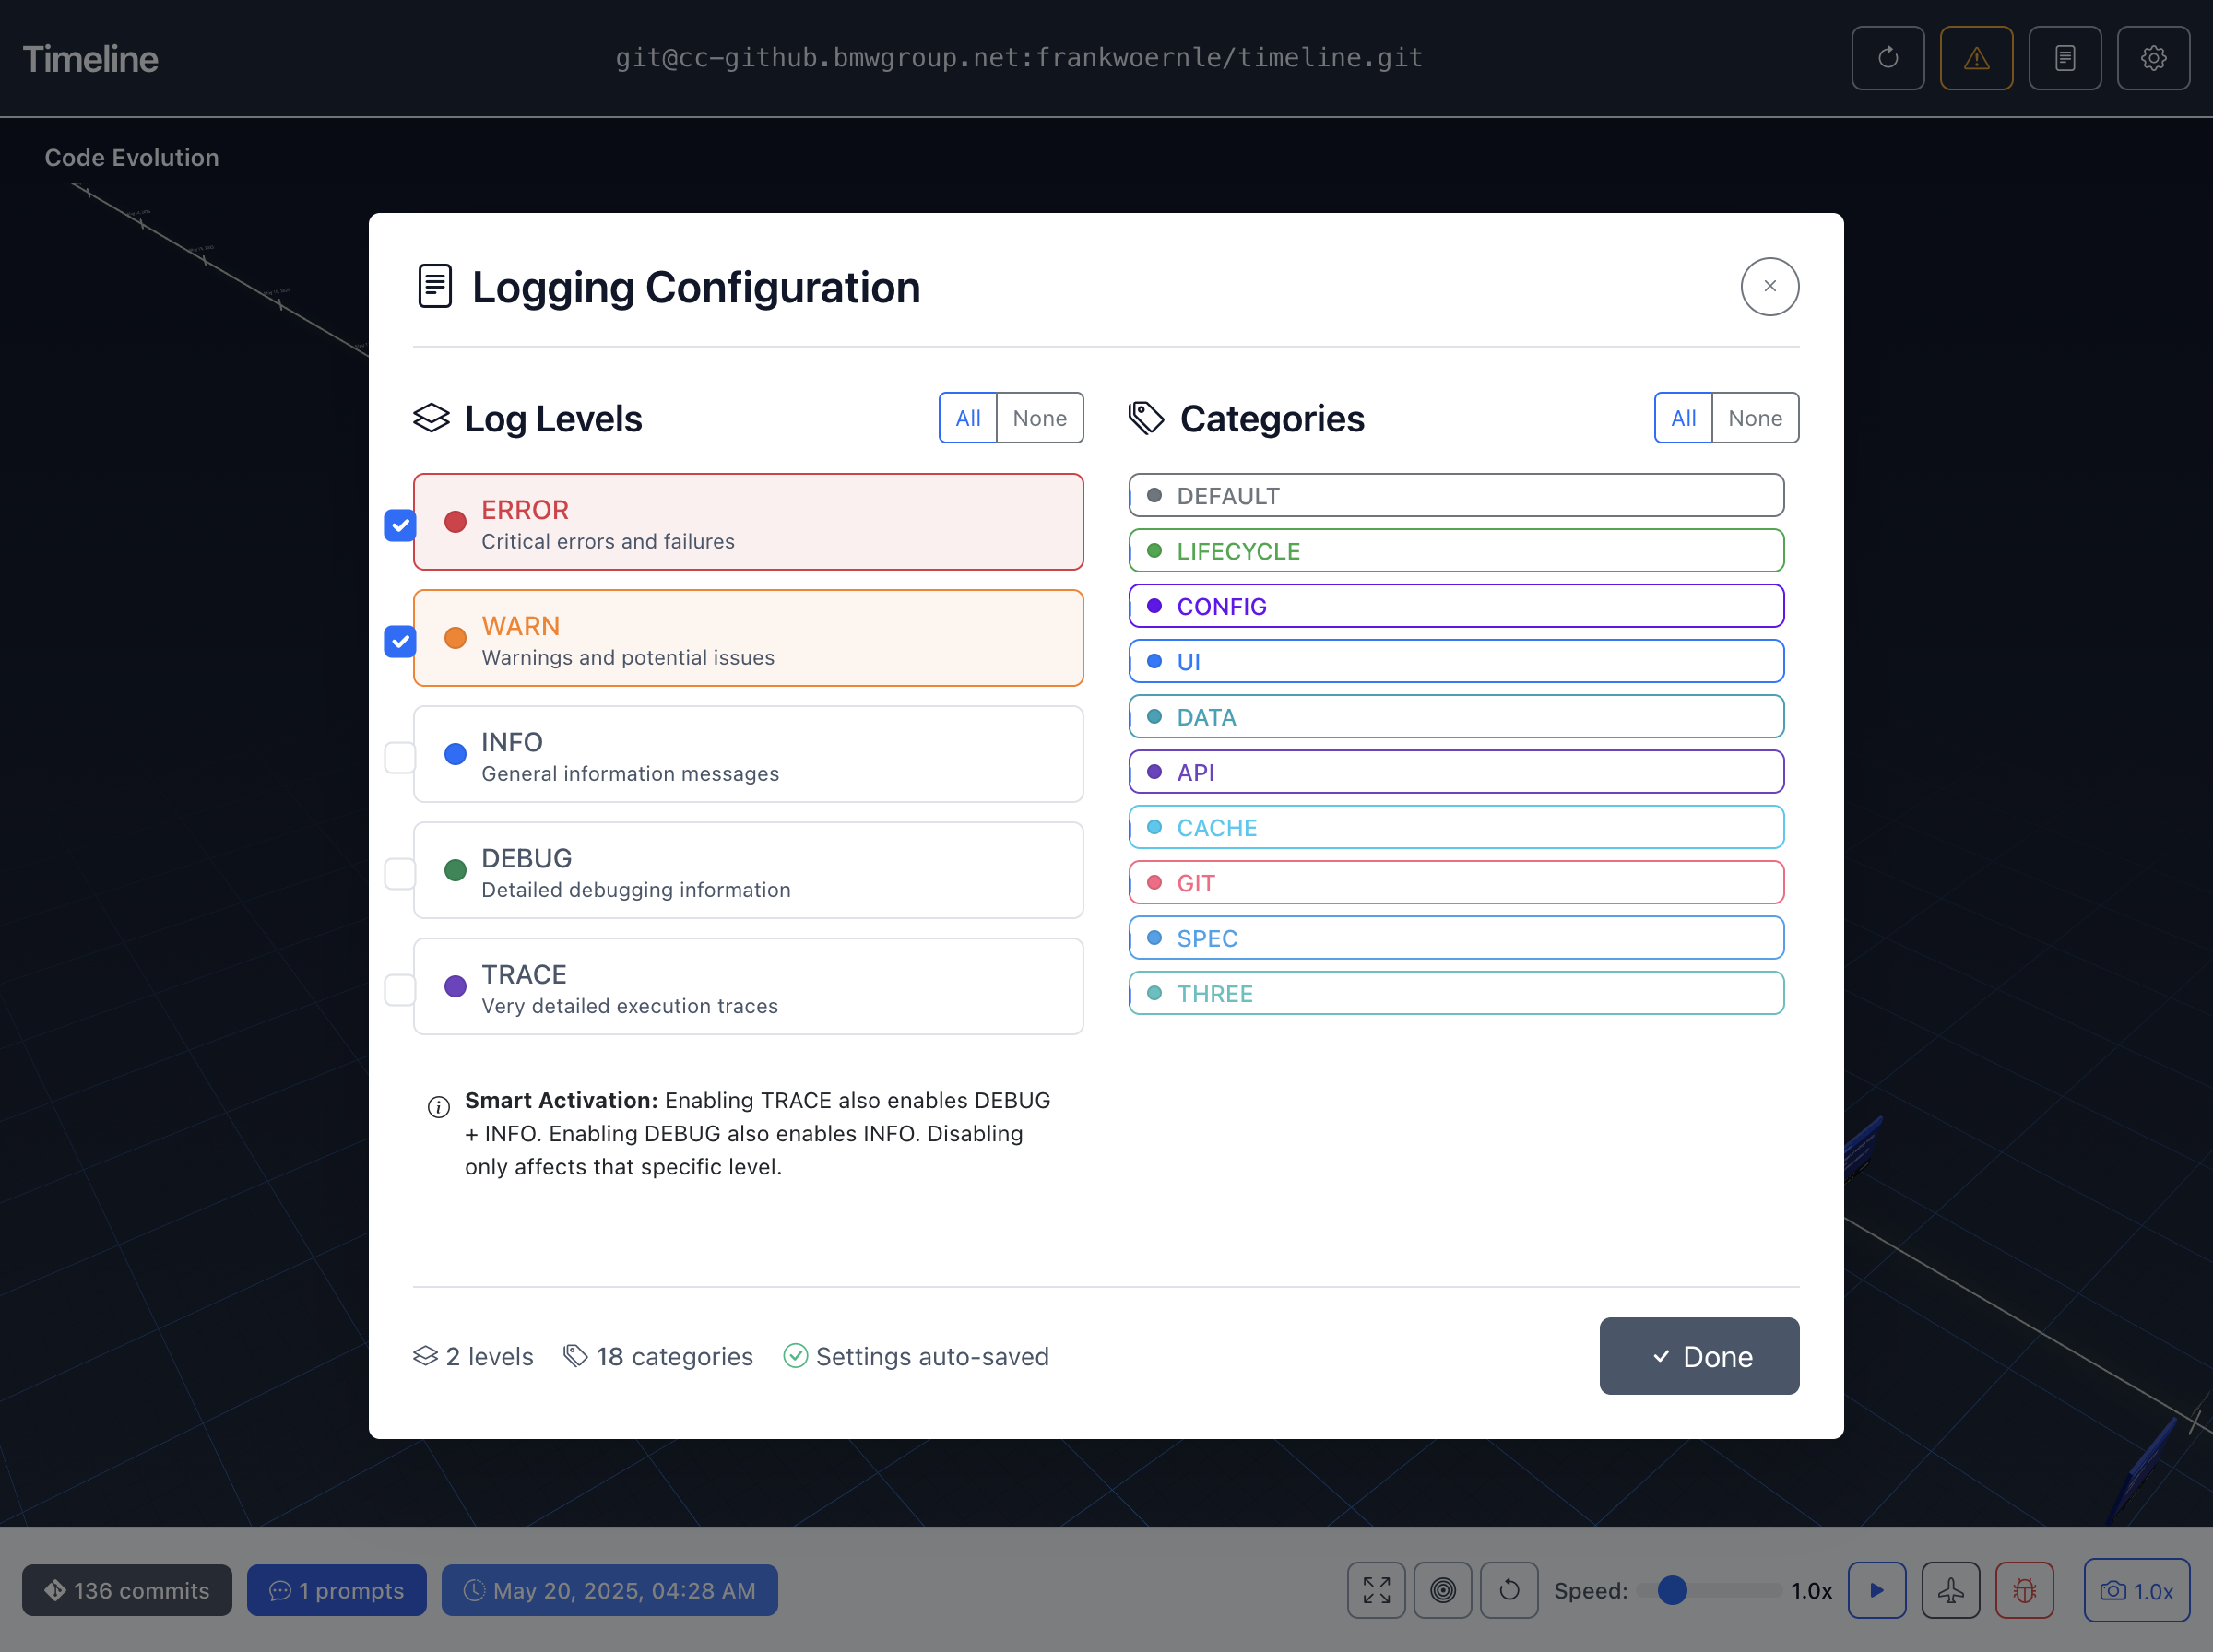 Timeline
git@cc-github.bmwgroup.net:frankwoernle/timeline.git
Code Evolution
Logging Configuration
Log Levels
All
None
ERROR
Critical errors and failures
WARN
Warnings and potential issues
INFO
General information messages
DEBUG
Detailed debugging information
TRACE
Very detailed execution traces
Smart Activation: Enabling TRACE also enables DEBUG
+ INFO. Enabling DEBUG also enables INFO. Disabling
only affects that specific level.
Categories
All
None
DEFAULT
LIFECYCLE
CONFIG
UI
DATA
API
CACHE
GIT
SPEC
THREE
2 levels
18 categories
Settings auto-saved
Done
136 commits
1 prompts
May 20, 2025, 04:28 AM
Speed:
1.0x
1.0x